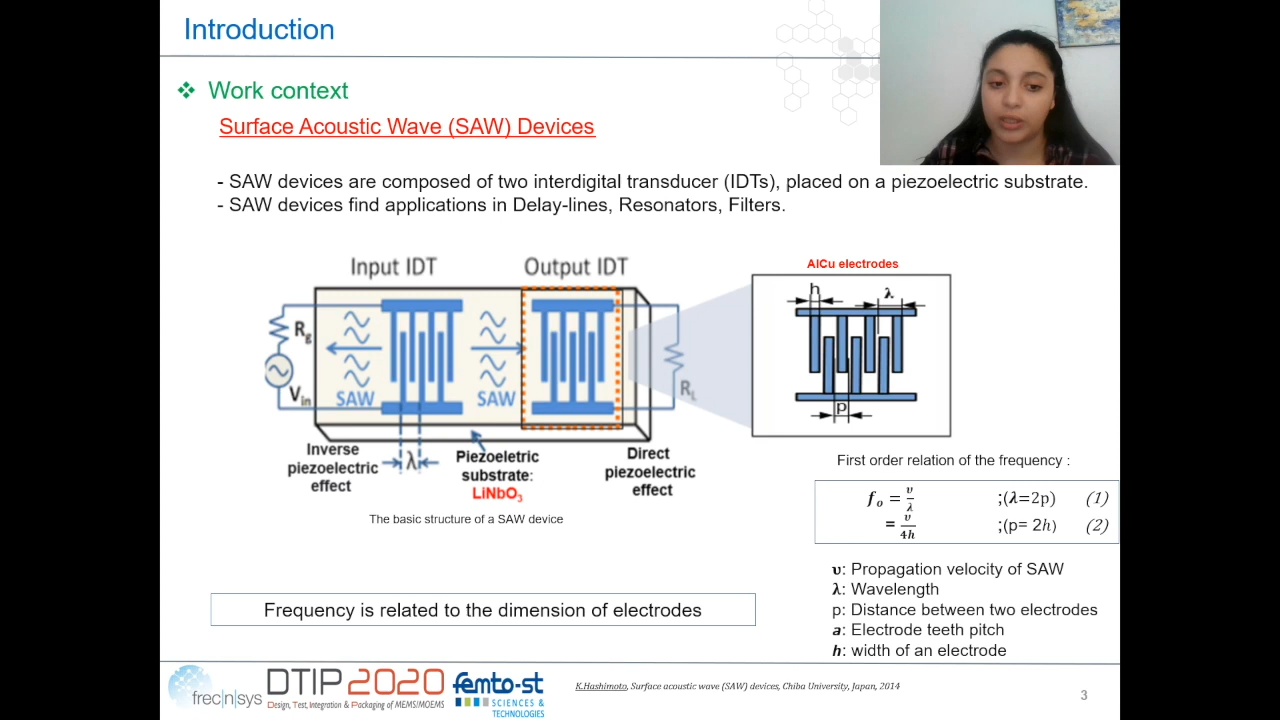 Introduction
❖ Work context
Surface Acoustic Wave (SAW) Devices
- SAW devices are composed of two interdigital transducer (IDTs), placed on a piezoelectric substrate.
- SAW devices find applications in Delay-lines, Resonators, Filters.
Input IDT
Output IDT
Rg
Vin
SAW
SAW
RL
Inverse
piezoelectric
effect
λ
Piezoeletric
substrate:
LiNbO3
Direct
piezoelectric
effect
The basic structure of a SAW device
AlCu electrodes
h
λ
p
First order relation of the frequency :
fo = υ/λ ;(λ=2p) (1)
= υ/4h ;(p= 2h) (2)
υ: Propagation velocity of SAW
λ: Wavelength
p: Distance between two electrodes
a: Electrode teeth pitch
h: width of an electrode
Frequency is related to the dimension of electrodes
frec|n|sys
DTIP 2020
Design, Test, Integration & Packaging of MEMS/MOEMS
femto-st
SCIENCES &
TECHNOLOGIES
K.Hashimoto, Surface acoustic wave (SAW) devices, Chiba University, Japan, 2014
3